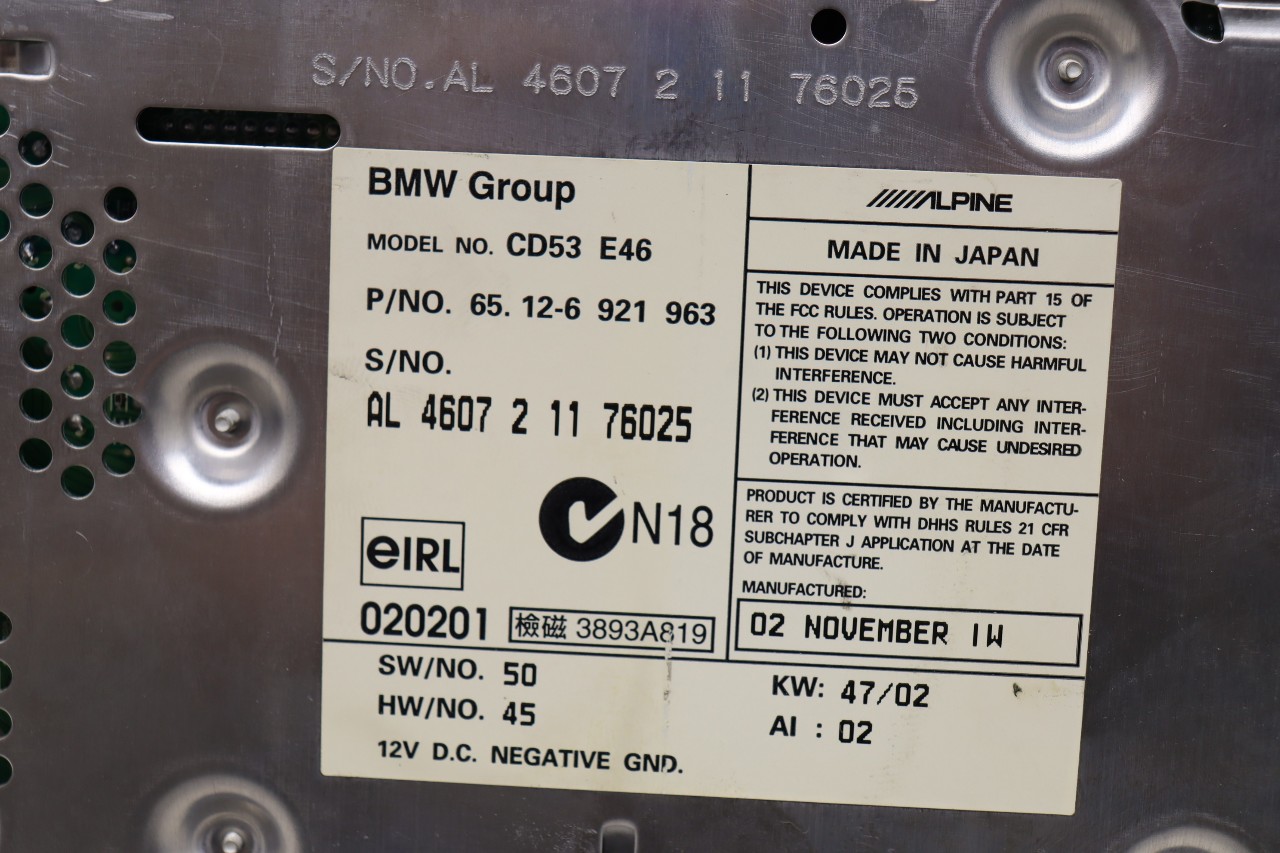 S/NO.AL 4607 2 11 76025
BMW Group
MODEL NO. CD53 E46
P/NO. 65. 12-6 921 963
S/NO.
AL 4607 2 11 76025
N18
eIRL
020201
檢磁 3893A819
ALPINE
MADE IN JAPAN
THIS DEVICE COMPLIES WITH PART 15 OF
THE FCC RULES. OPERATION IS SUBJECT
TO THE FOLLOWING TWO CONDITIONS:
(1) THIS DEVICE MAY NOT CAUSE HARMFUL
INTERFERENCE.
(2) THIS DEVICE MUST ACCEPT ANY INTER-
FERENCE RECEIVED INCLUDING INTER-
FERENCE THAT MAY CAUSE UNDESIRED
OPERATION.
PRODUCT IS CERTIFIED BY THE MANUFACTU-
RER TO COMPLY WITH DHHS RULES 21 CFR
SUBCHAPTER J APPLICATION AT THE DATE
OF MANUFACTURE.
MANUFACTURED:
02 NOVEMBER 1W
SW/NO. 50
HW/NO. 45
12V D.C. NEGATIVE GND.
KW: 47/02
AI : 02